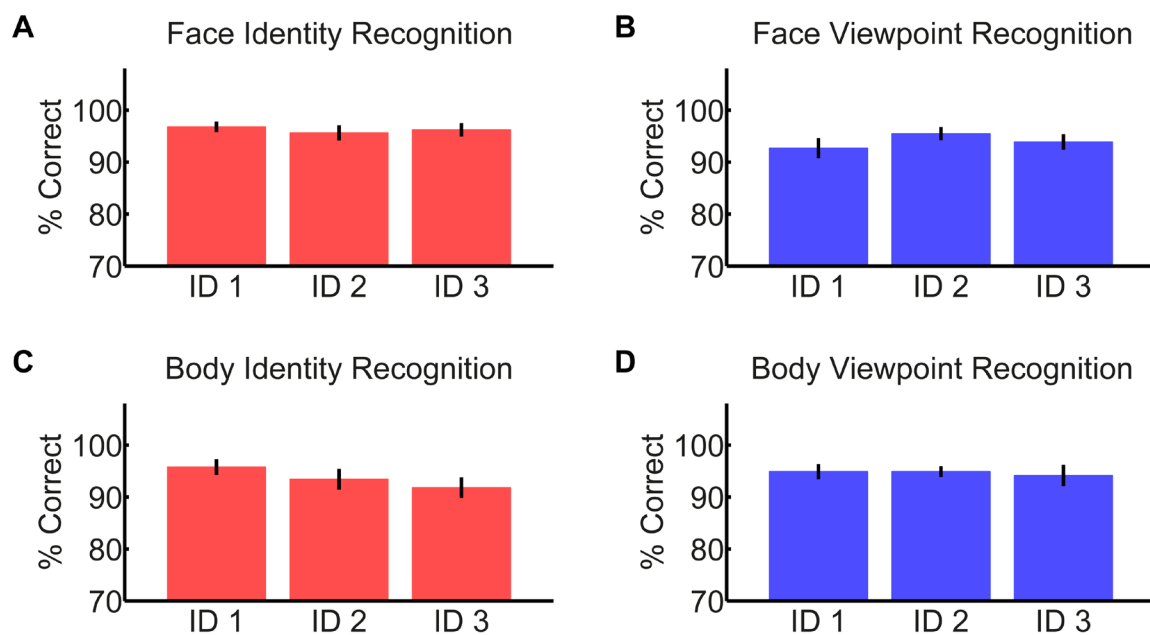 A
Face Identity Recognition
% Correct
100
90
80
70
ID 1 ID 2 ID 3
B
Face Viewpoint Recognition
% Correct
100
90
80
70
ID 1 ID 2 ID 3
C
Body Identity Recognition
% Correct
100
90
80
70
ID 1 ID 2 ID 3
D
Body Viewpoint Recognition
% Correct
100
90
80
70
ID 1 ID 2 ID 3